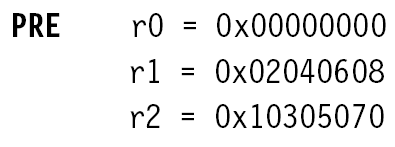 PRE r0 = 0x00000000
r1 = 0x02040608
r2 = 0x10305070